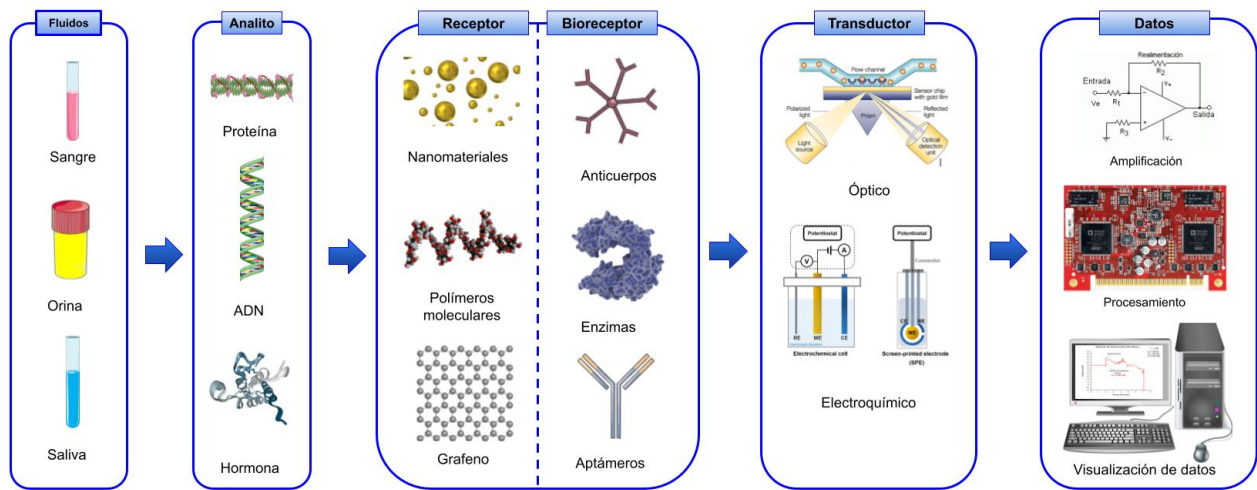 Fluidos
Sangre
Orina
Saliva
Analito
Proteína
ADN
Hormona
Receptor
Nanomateriales
Polímeros
moleculares
Grafeno
Bioreceptor
Anticuerpos
Enzimas
Aptámeros
Transductor
Flow channel
Sensor chip
with gold film
Polarized
light
Reflected
light
Prism
Light
source
Optical
detection
unit
Óptico
Potentiostat
V
A
RE
WE
CE
Electrochemical cell
Potentiostat
Connector
CE
RE
WE
Screen-printed electrode
(SPE)
Electroquímico
Datos
Realimentación
R2
Entrada
Ve
R1
V+
Salida
R3
V-
Amplificación
Procesamiento
Visualización de datos